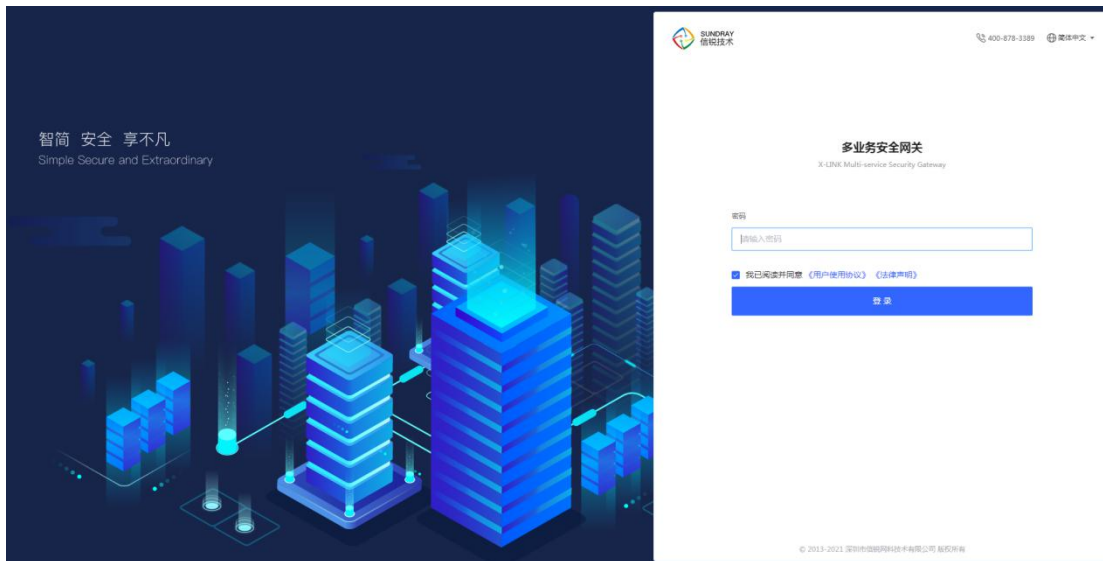 智简 安全 享不凡
Simple Secure and Extraordinary
SUNDRAY
信锐技术
400-878-3389
简体中文
多业务安全网关
X-LINK Multi-service Security Gateway
密码
请输入密码
我已阅读并同意 《用户使用协议》 《法律声明》
登录
© 2013-2021 深圳市信锐网科技术有限公司 版权所有